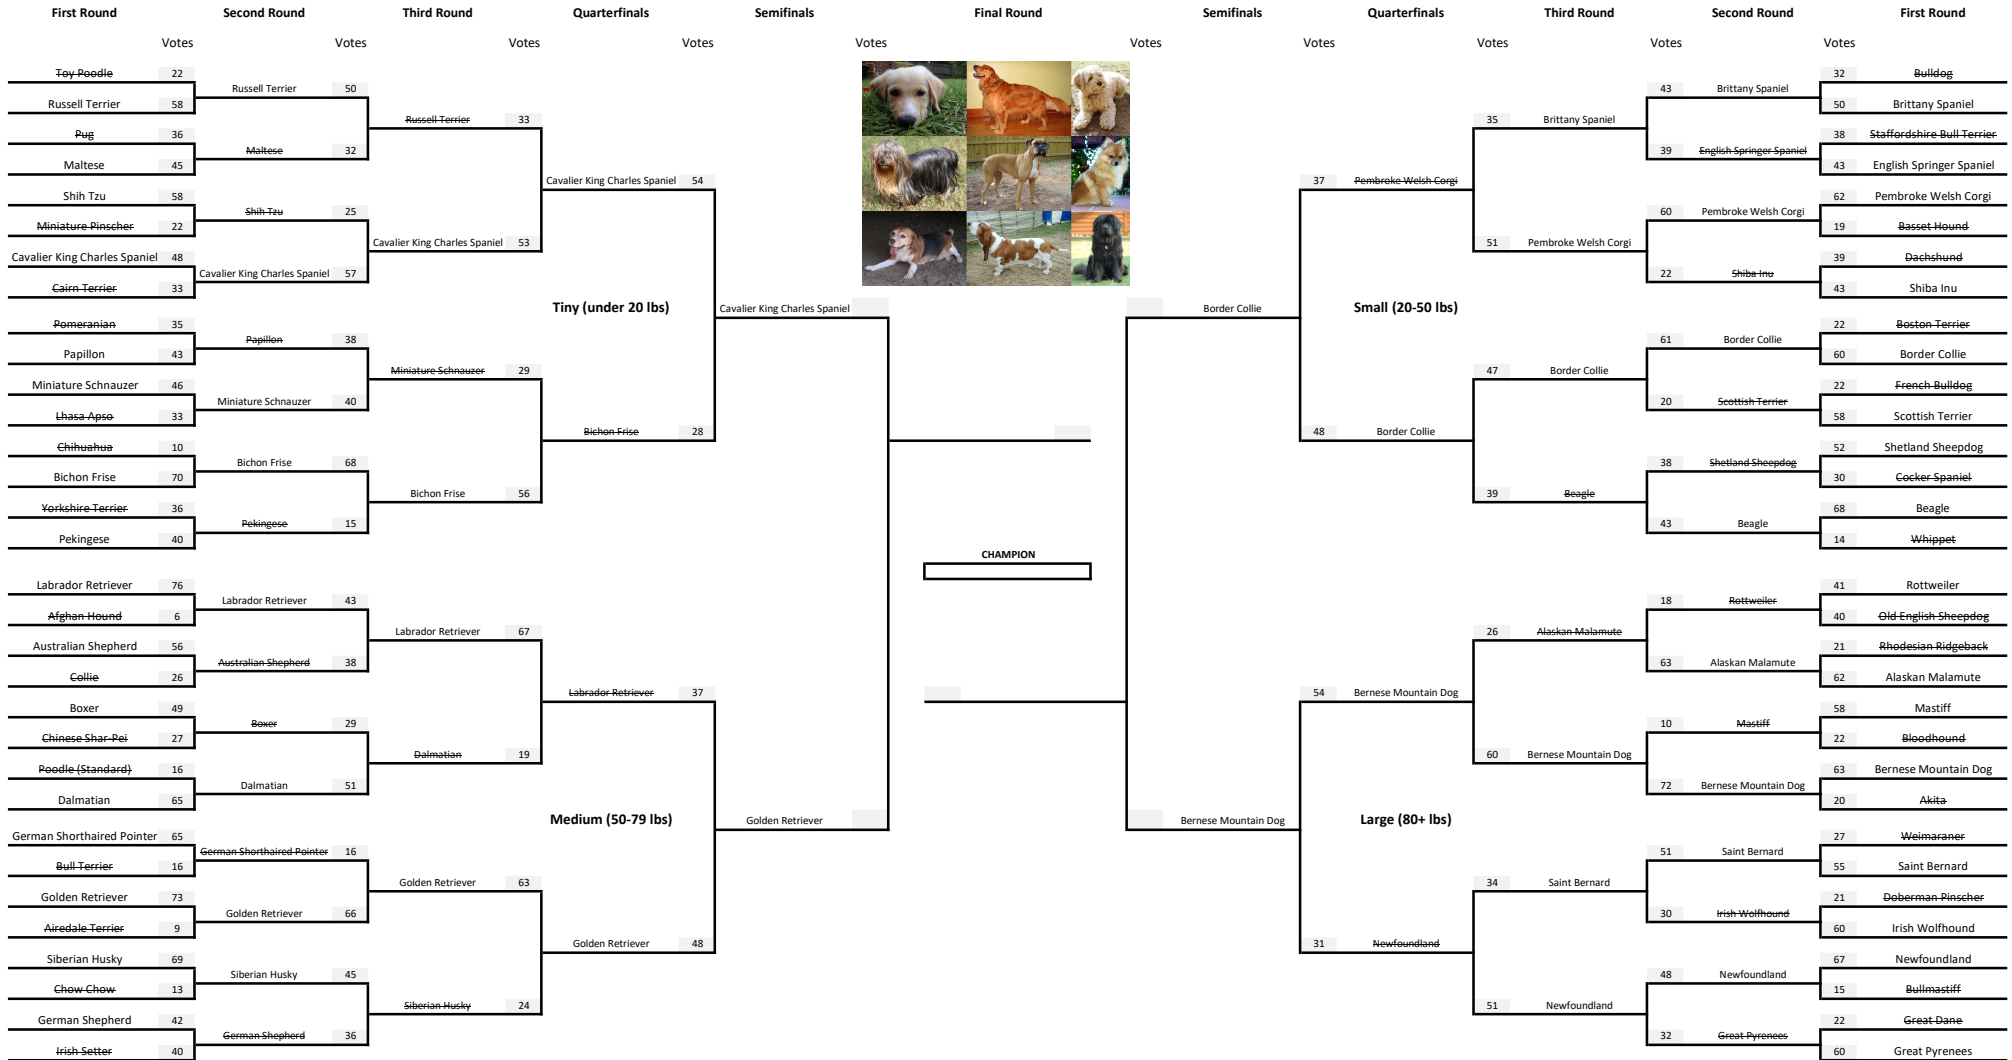 First Round Second Round Third Round Quarterfinals Semifinals Final Round Semifinals Quarterfinals Third Round Second Round First Round
Votes Votes Votes Votes Votes Votes Votes Votes Votes Votes
Toy Poodle 22
Russell Terrier 58
Pug 36
Maltese 45
Shih Tzu 58
Miniature Pinscher 22
Cavalier King Charles Spaniel 48
Cairn Terrier 33
Pomeranian 35
Papillon 43
Miniature Schnauzer 46
Lhasa Apso 33
Chihuahua 10
Bichon Frise 70
Yorkshire Terrier 36
Pekingese 40
Labrador Retriever 76
Afghan Hound 6
Australian Shepherd 56
Collie 26
Boxer 49
Chinese Shar-Pei 27
Poodle (Standard) 16
Dalmatian 65
German Shorthaired Pointer 65
Bull Terrier 16
Golden Retriever 73
Airedale Terrier 9
Siberian Husky 69
Chow Chow 13
German Shepherd 42
Irish Setter 40
Russell Terrier 50
Maltese 32
Shih Tzu 25
Cavalier King Charles Spaniel 57
Papillon 38
Miniature Schnauzer 40
Bichon Frise 68
Pekingese 15
Labrador Retriever 43
Australian Shepherd 38
Boxer 29
Dalmatian 51
German Shorthaired Pointer 16
Golden Retriever 66
Siberian Husky 45
German Shepherd 36
Russell Terrier 33
Cavalier King Charles Spaniel 53
Miniature Schnauzer 29
Bichon Frise 56
Labrador Retriever 67
Dalmatian 19
Golden Retriever 63
Siberian Husky 24
Cavalier King Charles Spaniel 54
Tiny (under 20 lbs)
Bichon Frise 28
Labrador Retriever 37
Medium (50-79 lbs)
Golden Retriever 48
Cavalier King Charles Spaniel
Golden Retriever
CHAMPION
Border Collie
Bernese Mountain Dog
37 Pembroke Welsh Corgi
Small (20-50 lbs)
48 Border Collie
54 Bernese Mountain Dog
Large (80+ lbs)
31 Newfoundland
35 Brittany Spaniel
51 Pembroke Welsh Corgi
47 Border Collie
39 Beagle
26 Alaskan Malamute
60 Bernese Mountain Dog
34 Saint Bernard
51 Newfoundland
43 Brittany Spaniel
39 English Springer Spaniel
60 Pembroke Welsh Corgi
22 Shiba Inu
61 Border Collie
20 Scottish Terrier
38 Shetland Sheepdog
43 Beagle
18 Rottweiler
63 Alaskan Malamute
10 Mastiff
72 Bernese Mountain Dog
51 Saint Bernard
30 Irish Wolfhound
48 Newfoundland
32 Great Pyrenees
32 Bulldog
50 Brittany Spaniel
38 Staffordshire Bull Terrier
43 English Springer Spaniel
62 Pembroke Welsh Corgi
19 Basset Hound
39 Dachshund
43 Shiba Inu
22 Boston Terrier
60 Border Collie
22 French Bulldog
58 Scottish Terrier
52 Shetland Sheepdog
30 Cocker Spaniel
68 Beagle
14 Whippet
41 Rottweiler
40 Old English Sheepdog
21 Rhodesian Ridgeback
62 Alaskan Malamute
58 Mastiff
22 Bloodhound
63 Bernese Mountain Dog
20 Akita
27 Weimaraner
55 Saint Bernard
21 Doberman Pinscher
60 Irish Wolfhound
67 Newfoundland
15 Bullmastiff
22 Great Dane
60 Great Pyrenees